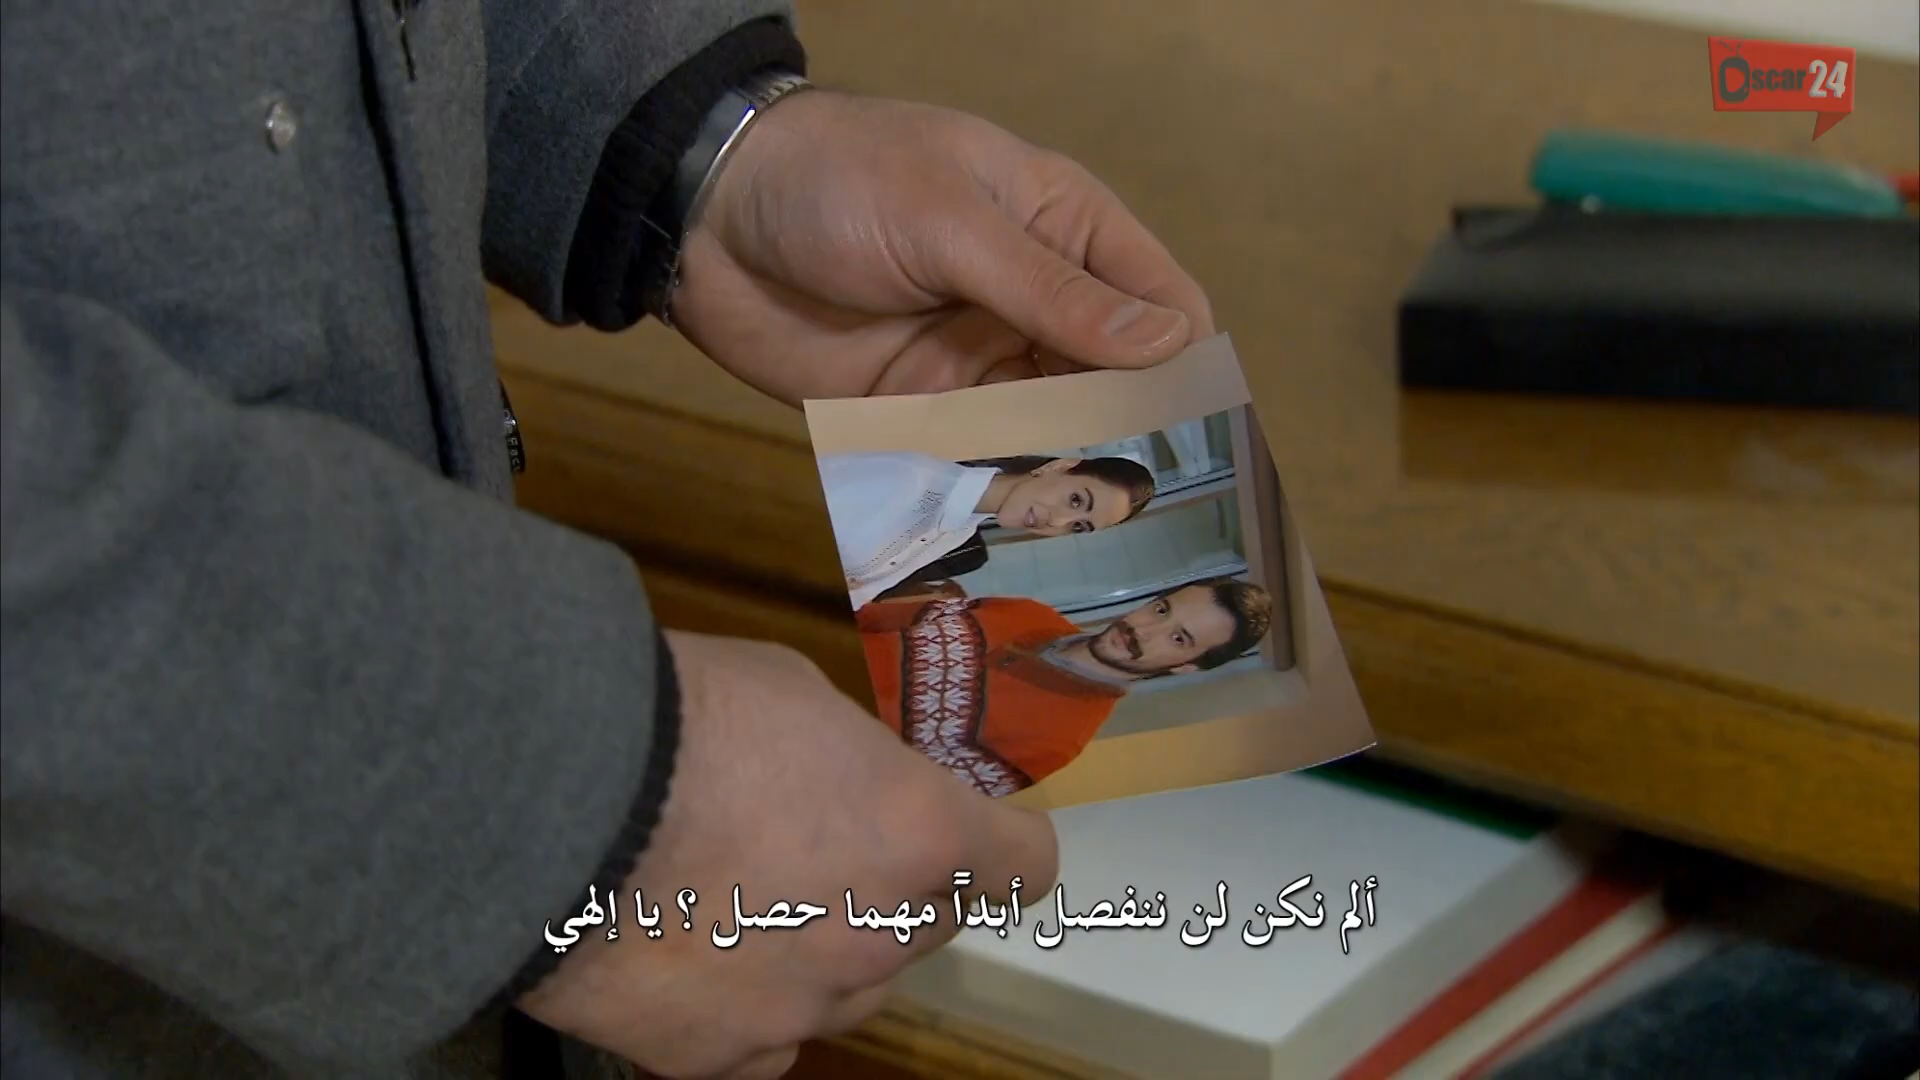 Oscar24
ألم نكن لن ننفصل أبداً مهما حصل ؟ يا إلهي